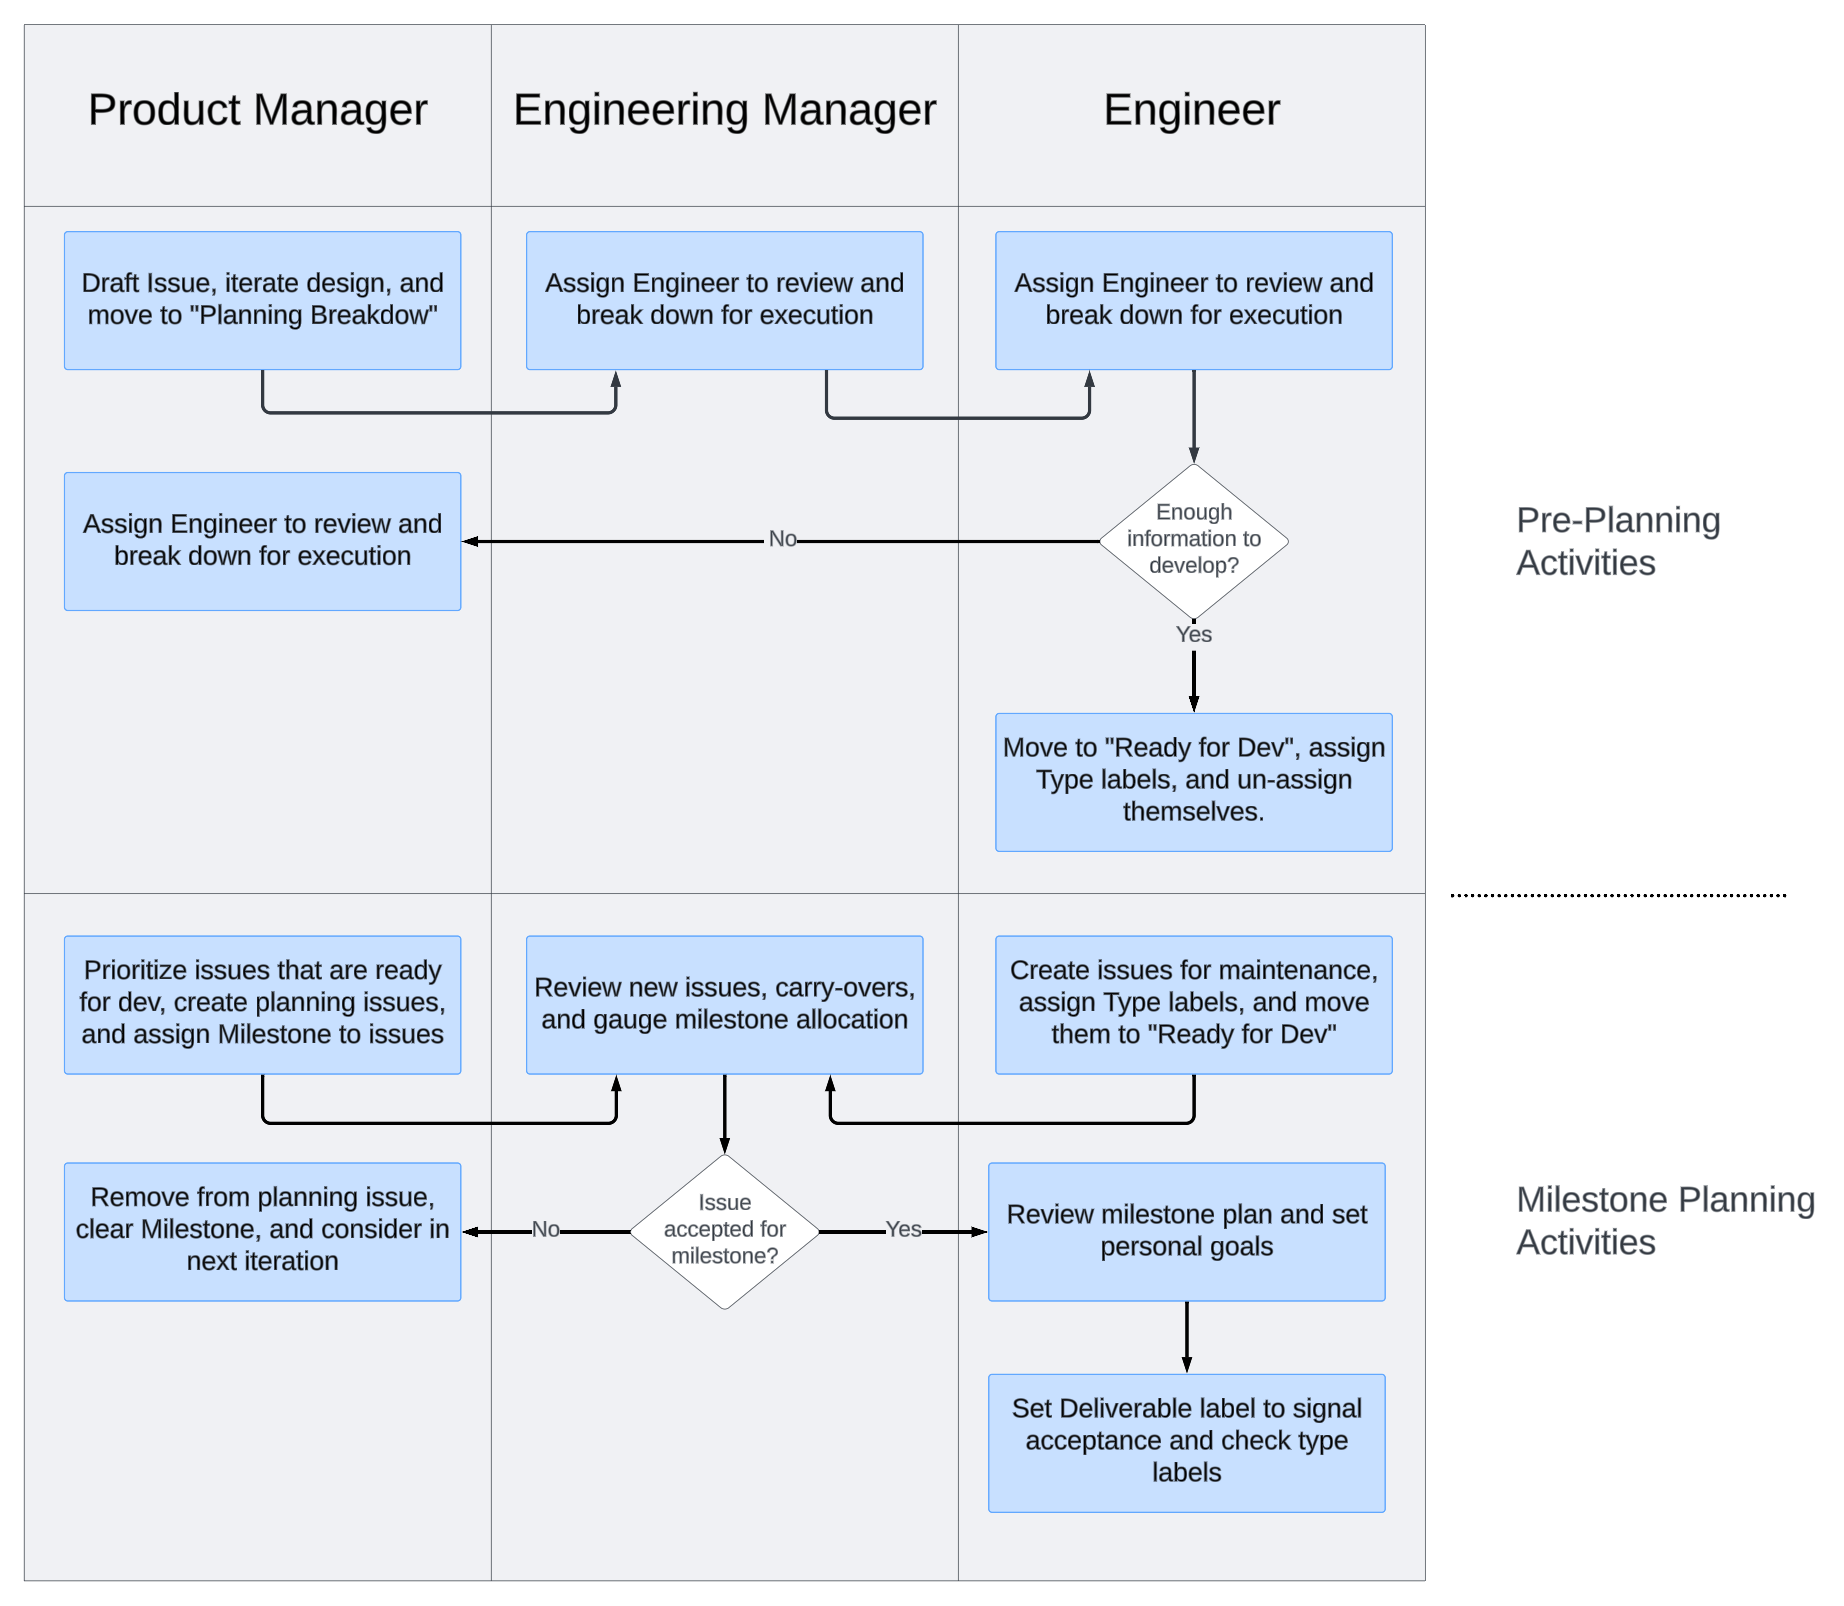 Product Manager
Engineering Manager
Engineer
Draft Issue, iterate design, and
move to "Planning Breakdow"
Assign Engineer to review and
break down for execution
Assign Engineer to review and
break down for execution
Assign Engineer to review and
break down for execution
No
Enough
information to
develop?
Yes
Move to "Ready for Dev", assign
Type labels, and un-assign
themselves.
Pre-Planning
Activities
Prioritize issues that are ready
for dev, create planning issues,
and assign Milestone to issues
Review new issues, carry-overs,
and gauge milestone allocation
Create issues for maintenance,
assign Type labels, and move
them to "Ready for Dev"
Remove from planning issue,
clear Milestone, and consider in
next iteration
No
Issue
accepted for
milestone?
Yes
Review milestone plan and set
personal goals
Set Deliverable label to signal
acceptance and check type
labels
Milestone Planning
Activities